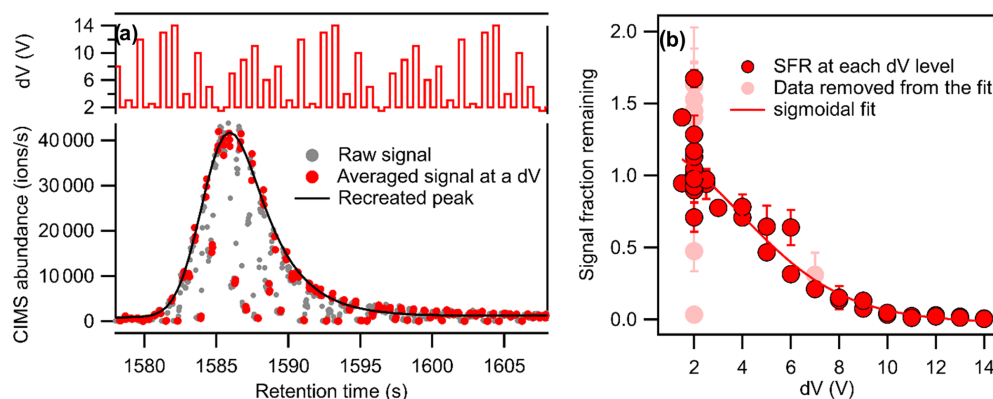 (a)
dV (V)
14
10
6
2
CIMS abundance (ions/s)
40 000
30 000
20 000
10 000
0
Raw signal
Averaged signal at a dV
Recreated peak
1580
1585
1590
1595
1600
1605
Retention time (s)
(b)
Signal fraction remaining
2.0
1.5
1.0
0.5
0.0
SFR at each dV level
Data removed from the fit
sigmoidal fit
2
4
6
8
10
12
14
dV (V)